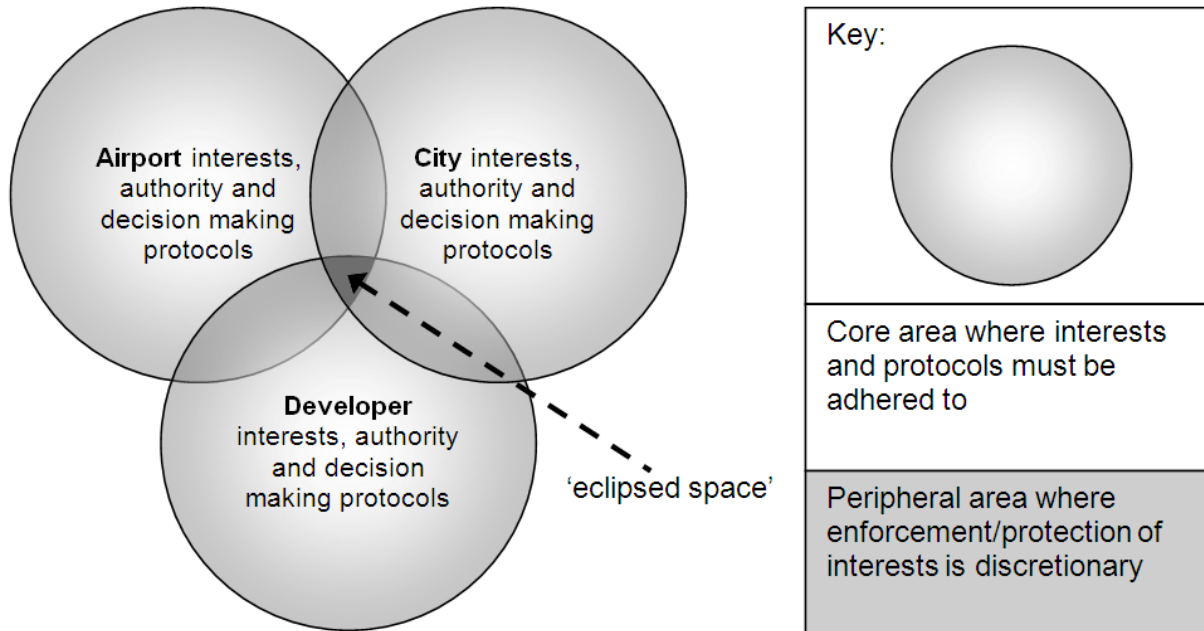 Airport interests,
authority and
decision making
protocols
City interests,
authority and
decision making
protocols
Developer
interests, authority
and decision
making protocols
‘eclipsed space’
Key:
Core area where interests
and protocols must be
adhered to
Peripheral area where
enforcement/protection of
interests is discretionary